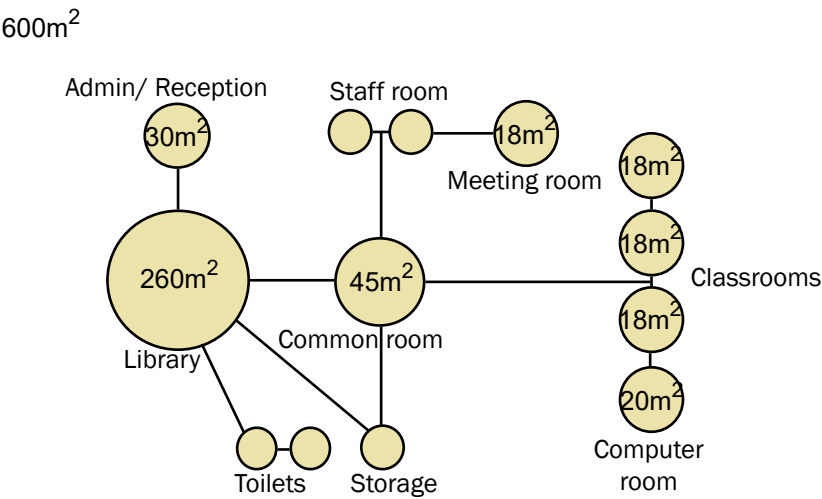 600m²
Admin/ Reception
30m²
Staff room
18m²
Meeting room
18m²
18m²
Classrooms
18m²
20m²
Computer
room
260m²
Library
45m²
Common room
Toilets
Storage